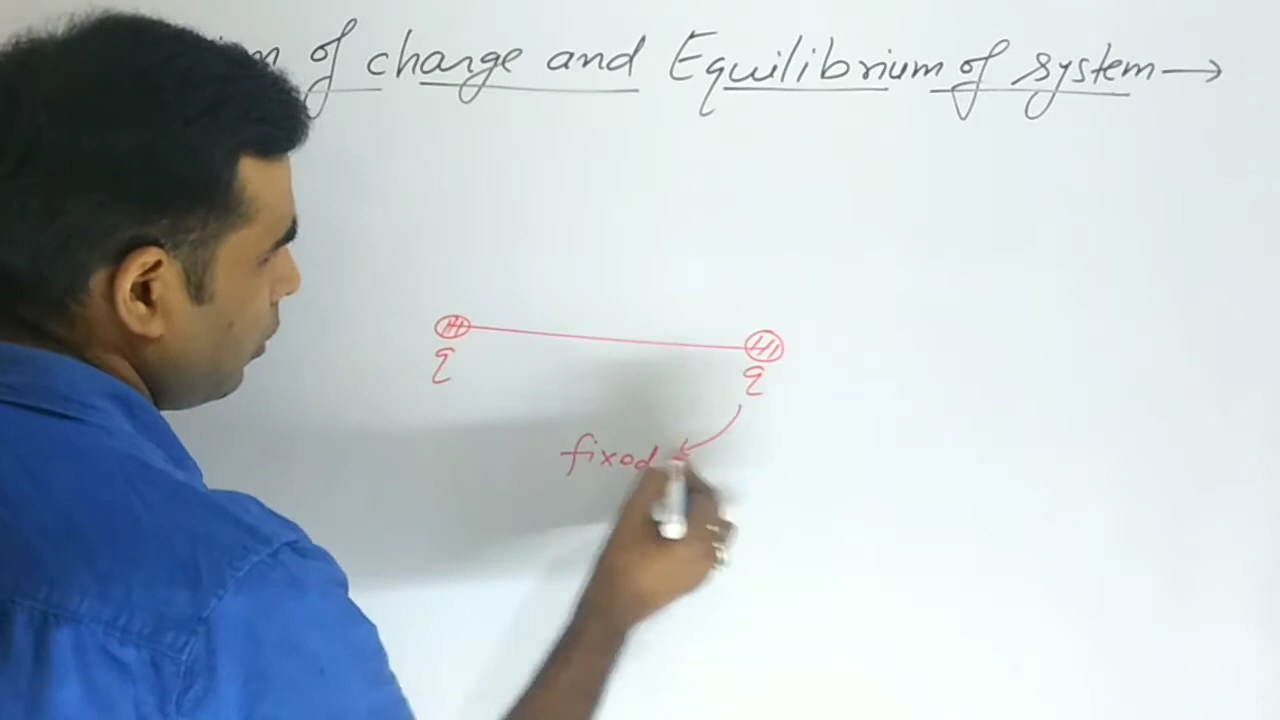 of charge and Equilibrium of system →
q q
fixed